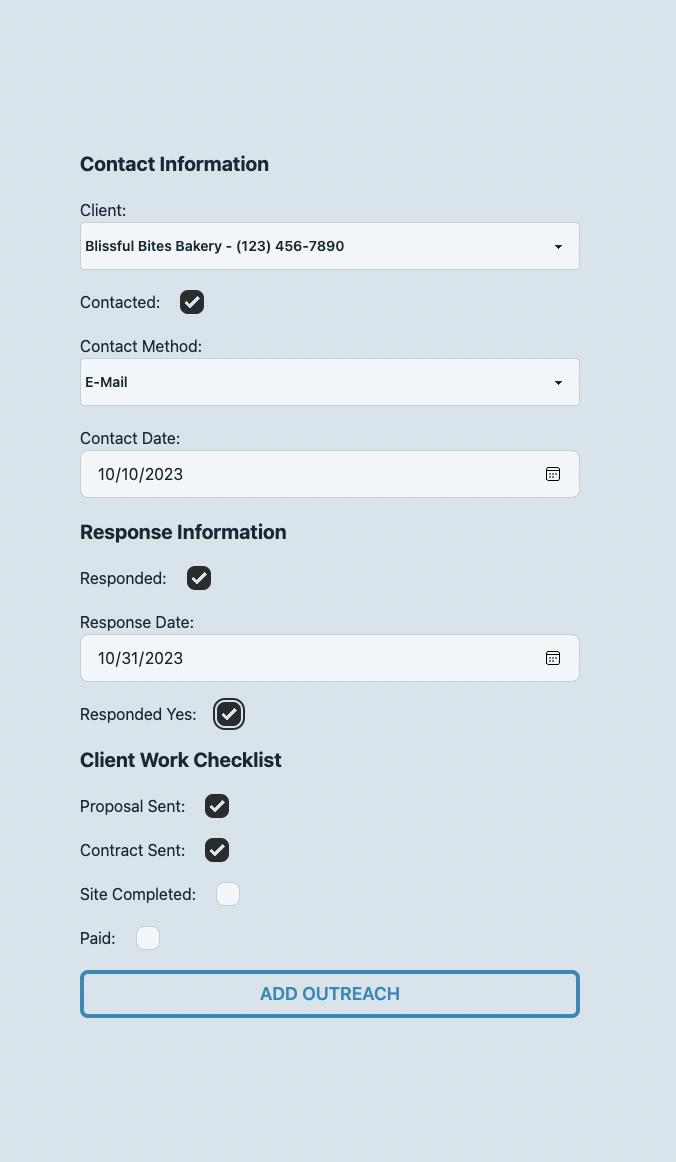 Contact Information
Client:
Blissful Bites Bakery - (123) 456-7890
Contacted:
Contact Method:
E-Mail
Contact Date:
10/10/2023
Response Information
Responded:
Response Date:
10/31/2023
Responded Yes:
Client Work Checklist
Proposal Sent:
Contract Sent:
Site Completed:
Paid:
ADD OUTREACH